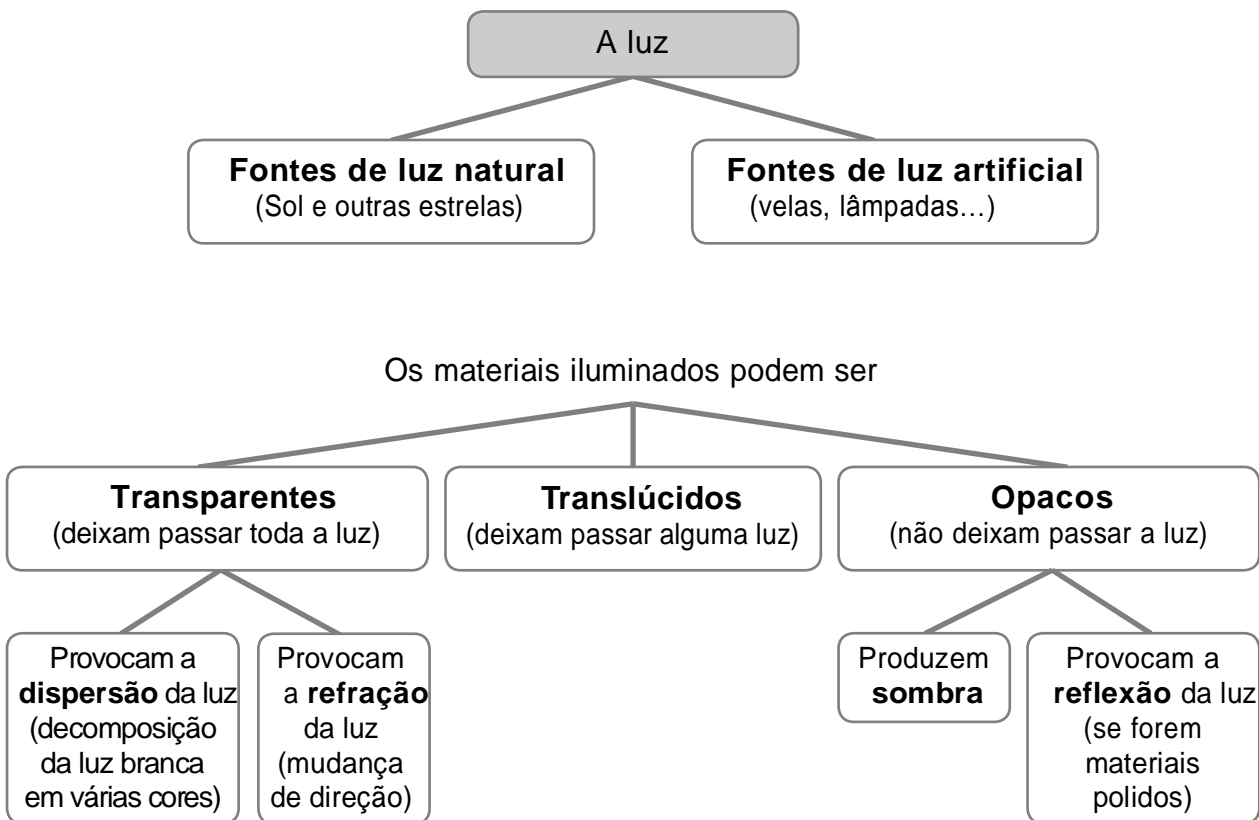 A luz
Fontes de luz natural
(Sol e outras estrelas)
Fontes de luz artificial
(velas, lâmpadas…)
Os materiais iluminados podem ser
Transparentes
(deixam passar toda a luz)
Translúcidos
(deixam passar alguma luz)
Opacos
(não deixam passar a luz)
Provocam a
dispersão da luz
(decomposição
da luz branca
em várias cores)
Provocam
a refração
da luz
(mudança
de direção)
Produzem
sombra
Provocam a
reflexão da luz
(se forem
materiais
polidos)